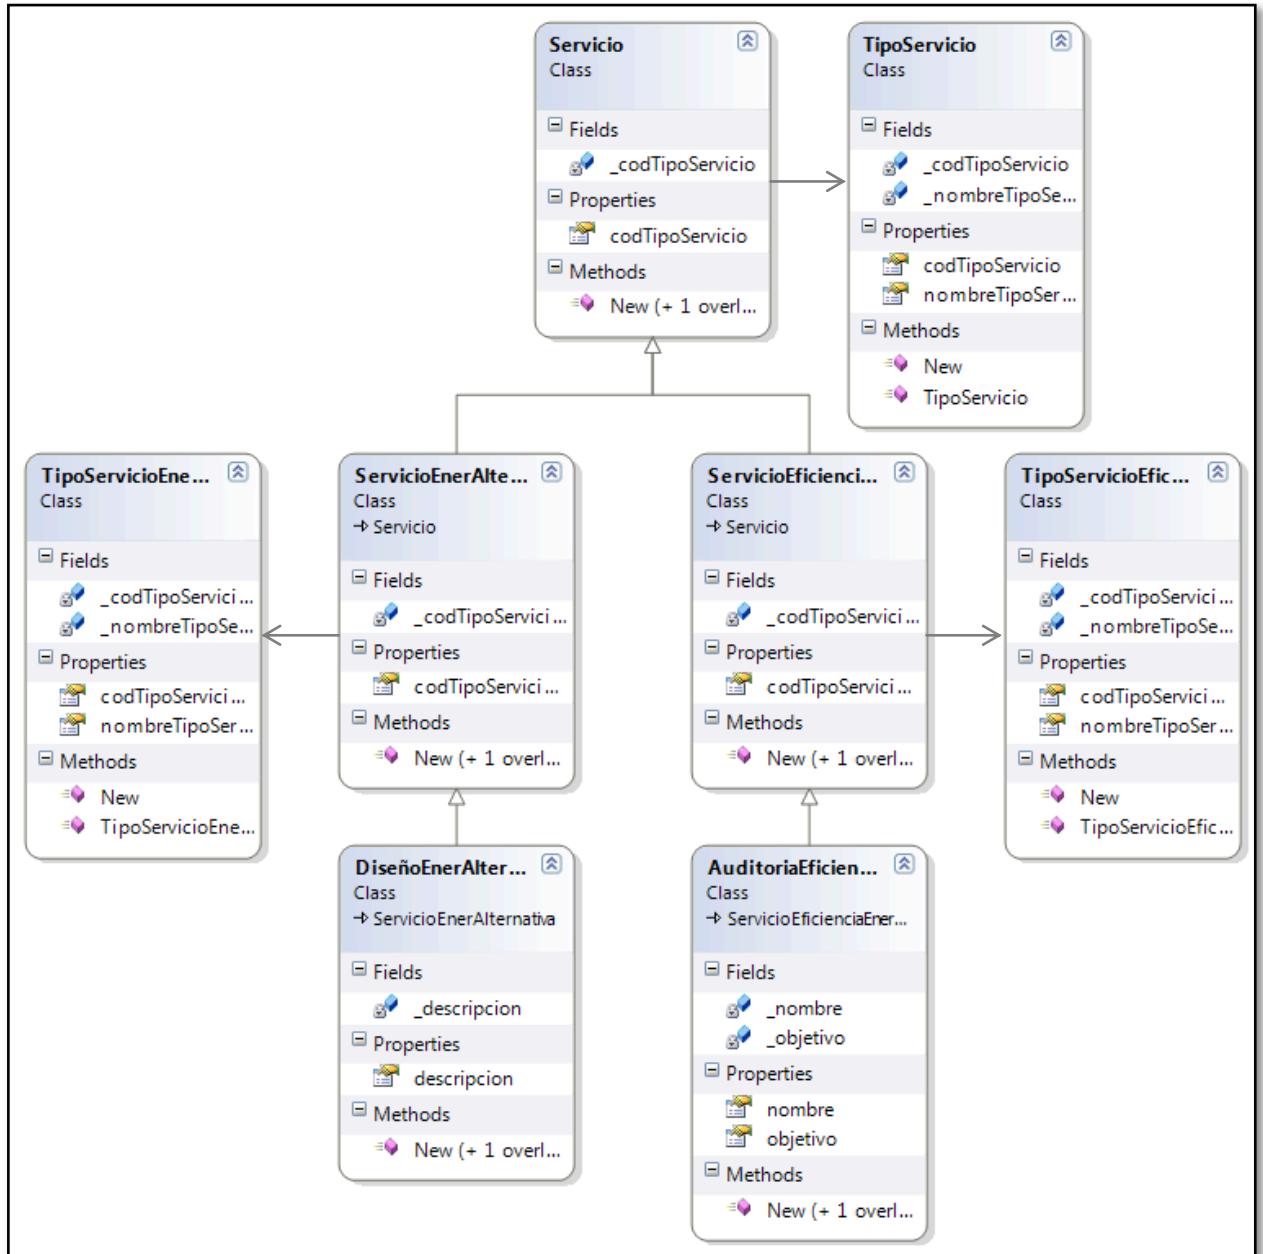 Servicio
Class
Fields
_codTipoServicio
Properties
codTipoServicio
Methods
New (+ 1 overl...
TipoServicio
Class
Fields
_codTipoServicio
_nombreTipoSe...
Properties
codTipoServicio
nombreTipoSer...
Methods
New
TipoServicio
TipoServicioEne...
Class
Fields
_codTipoServici...
_nombreTipoSe...
Properties
codTipoServici...
nombreTipoSer...
Methods
New
TipoServicioEne...
ServicioEnerAlte...
Class
Servicio
Fields
_codTipoServici...
Properties
codTipoServici...
Methods
New (+ 1 overl...
ServicioEficienci...
Class
Servicio
Fields
_codTipoServici...
Properties
codTipoServici...
Methods
New (+ 1 overl...
TipoServicioEfic...
Class
Fields
_codTipoServici...
_nombreTipoSe...
Properties
codTipoServici...
nombreTipoSer...
Methods
New
TipoServicioEfic...
DiseñoEnerAlter...
Class
ServicioEnerAlternativa
Fields
_descripcion
Properties
descripcion
Methods
New (+ 1 overl...
AuditoriaEficien...
Class
ServicioEficienciaEner...
Fields
_nombre
_objetivo
Properties
nombre
objetivo
Methods
New (+ 1 overl...